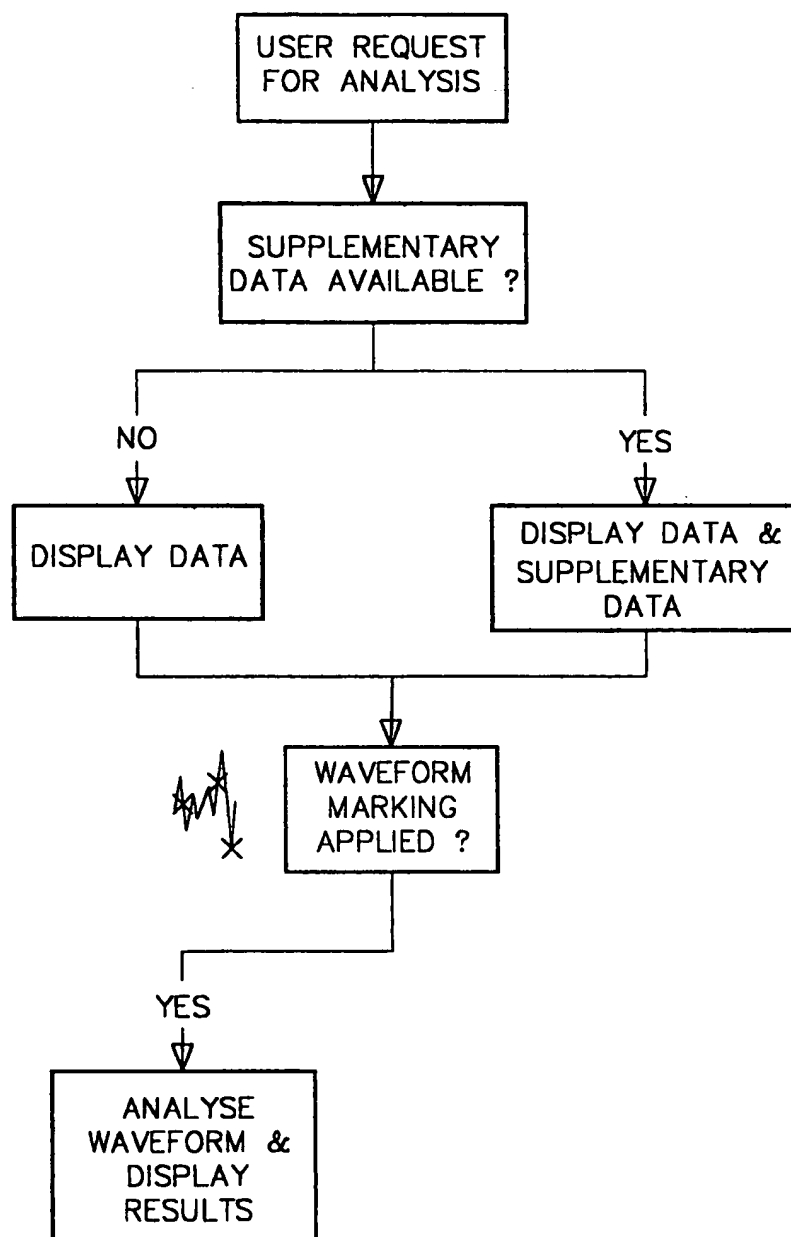 USER REQUEST
FOR ANALYSIS
SUPPLEMENTARY
DATA AVAILABLE ?
NO
YES
DISPLAY DATA
DISPLAY DATA &
SUPPLEMENTARY
DATA
WAVEFORM
MARKING
APPLIED ?
YES
ANALYSE
WAVEFORM &
DISPLAY
RESULTS